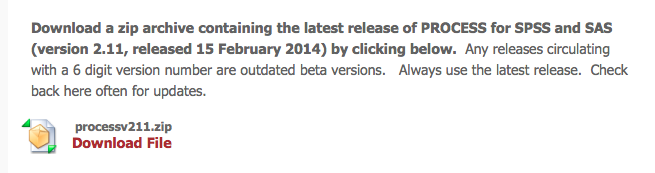 Download a zip archive containing the latest release of PROCESS for SPSS and SAS
(version 2.11, released 15 February 2014) by clicking below.  Any releases circulating
with a 6 digit version number are outdated beta versions.   Always use the latest release.  Check
back here often for updates.
processv211.zip
Download File